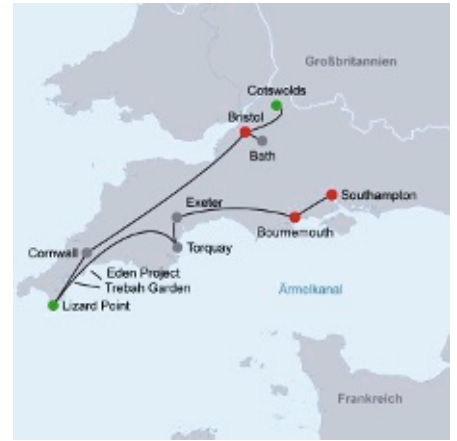 Großbritannien
Cotswolds
Bristol
Bath
Exeter
Southampton
Bournemouth
Cornwall
Torquay
Eden Project
Trebah Garden
Ärmelkanal
Lizard Point
Frankreich